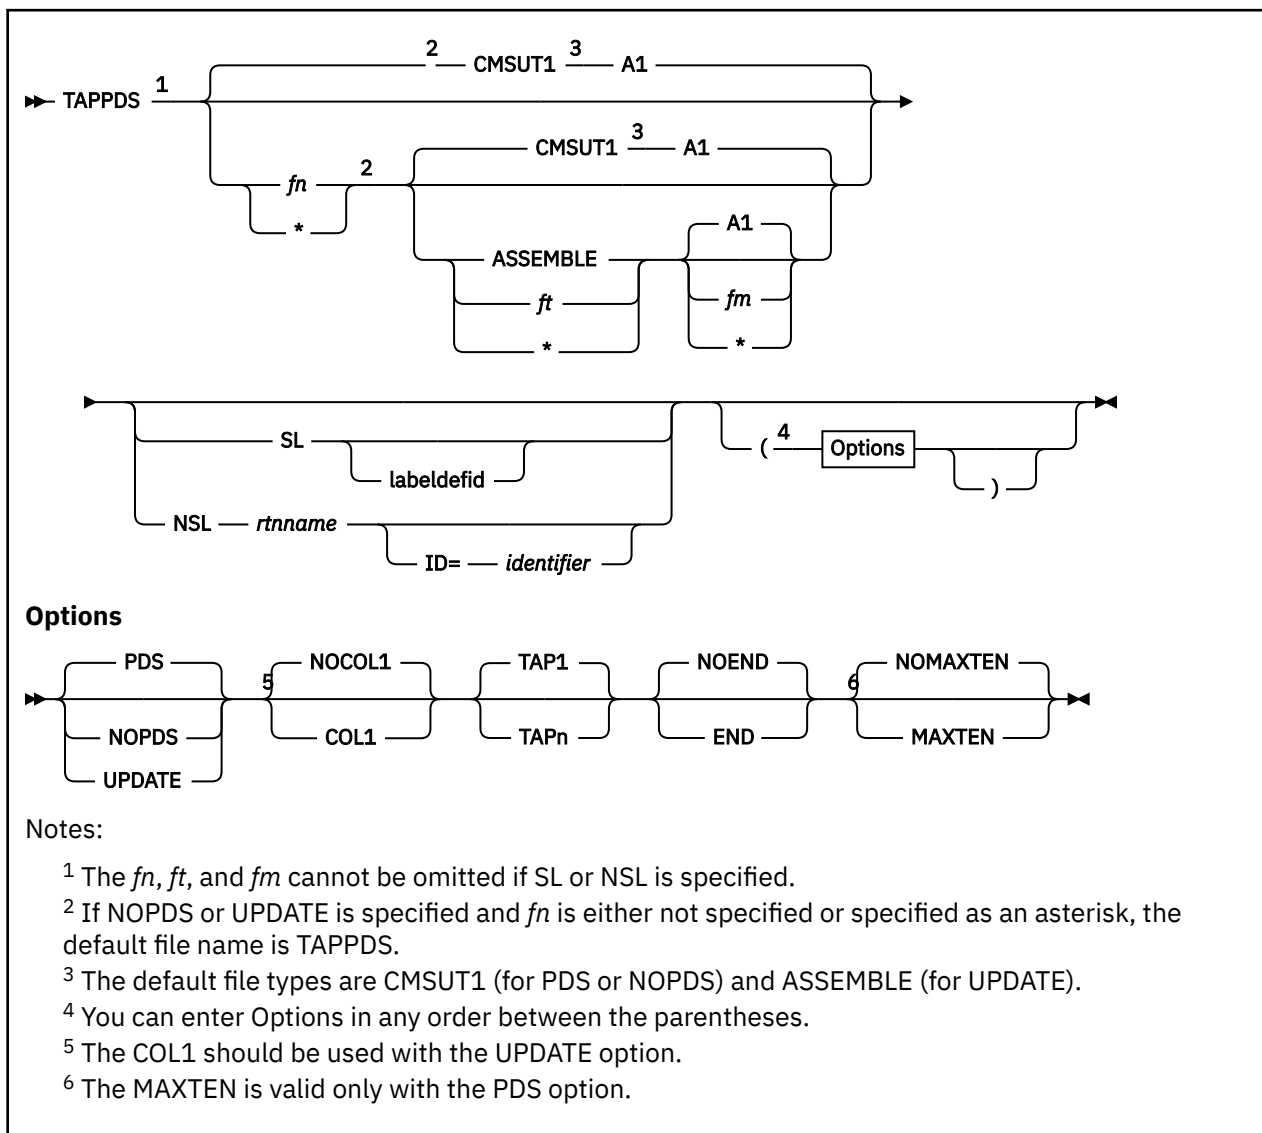 2 CMSUT1 3 A1
TAPPDS 1
CMSUT1 3 A1
fn 2
*
A1
ASSEMBLE
ft
fm
*
*
SL
( 4 Options
labeldefid
)
NSL rtnname
ID= identifier
Options
PDS NOCOL1 TAP1 NOEND NOMAXTEN
5 6
NOPDS COL1 TAPn END MAXTEN
UPDATE
Notes:
1 The fn, ft, and fm cannot be omitted if SL or NSL is specified.
2 If NOPDS or UPDATE is specified and fn is either not specified or specified as an asterisk, the
default file name is TAPPDS.
3 The default file types are CMSUT1 (for PDS or NOPDS) and ASSEMBLE (for UPDATE).
4 You can enter Options in any order between the parentheses.
5 The COL1 should be used with the UPDATE option.
6 The MAXTEN is valid only with the PDS option.